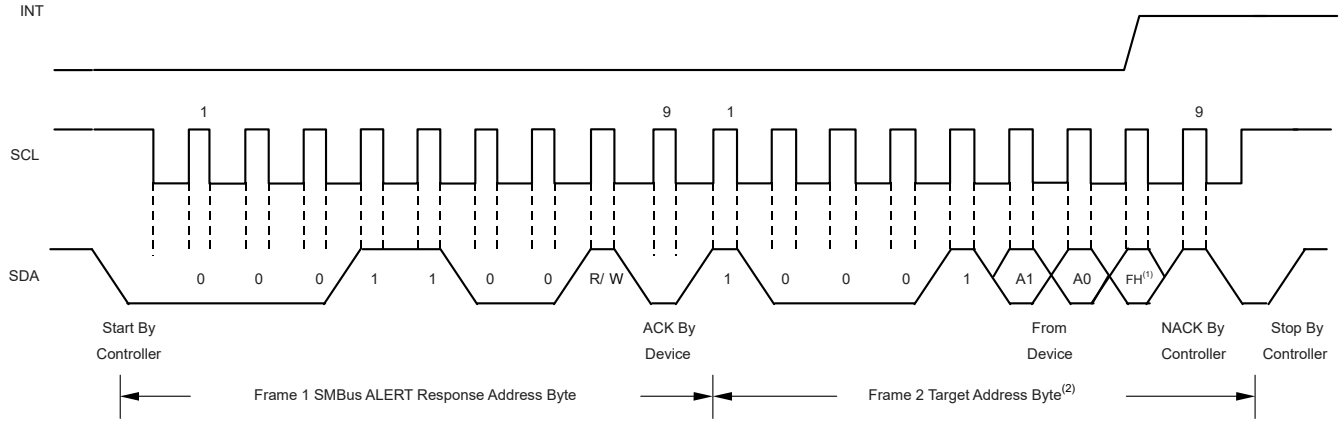 INT
1 9 1 9
SCL
SDA
0 0 0 1 1 0 0 R/ W 1 0 0 0 1 A1 A0 FH(1)
Start By Controller
ACK By Device
From Device
NACK By Controller
Stop By Controller
Frame 1 SMBus ALERT Response Address Byte
Frame 2 Target Address Byte(2)